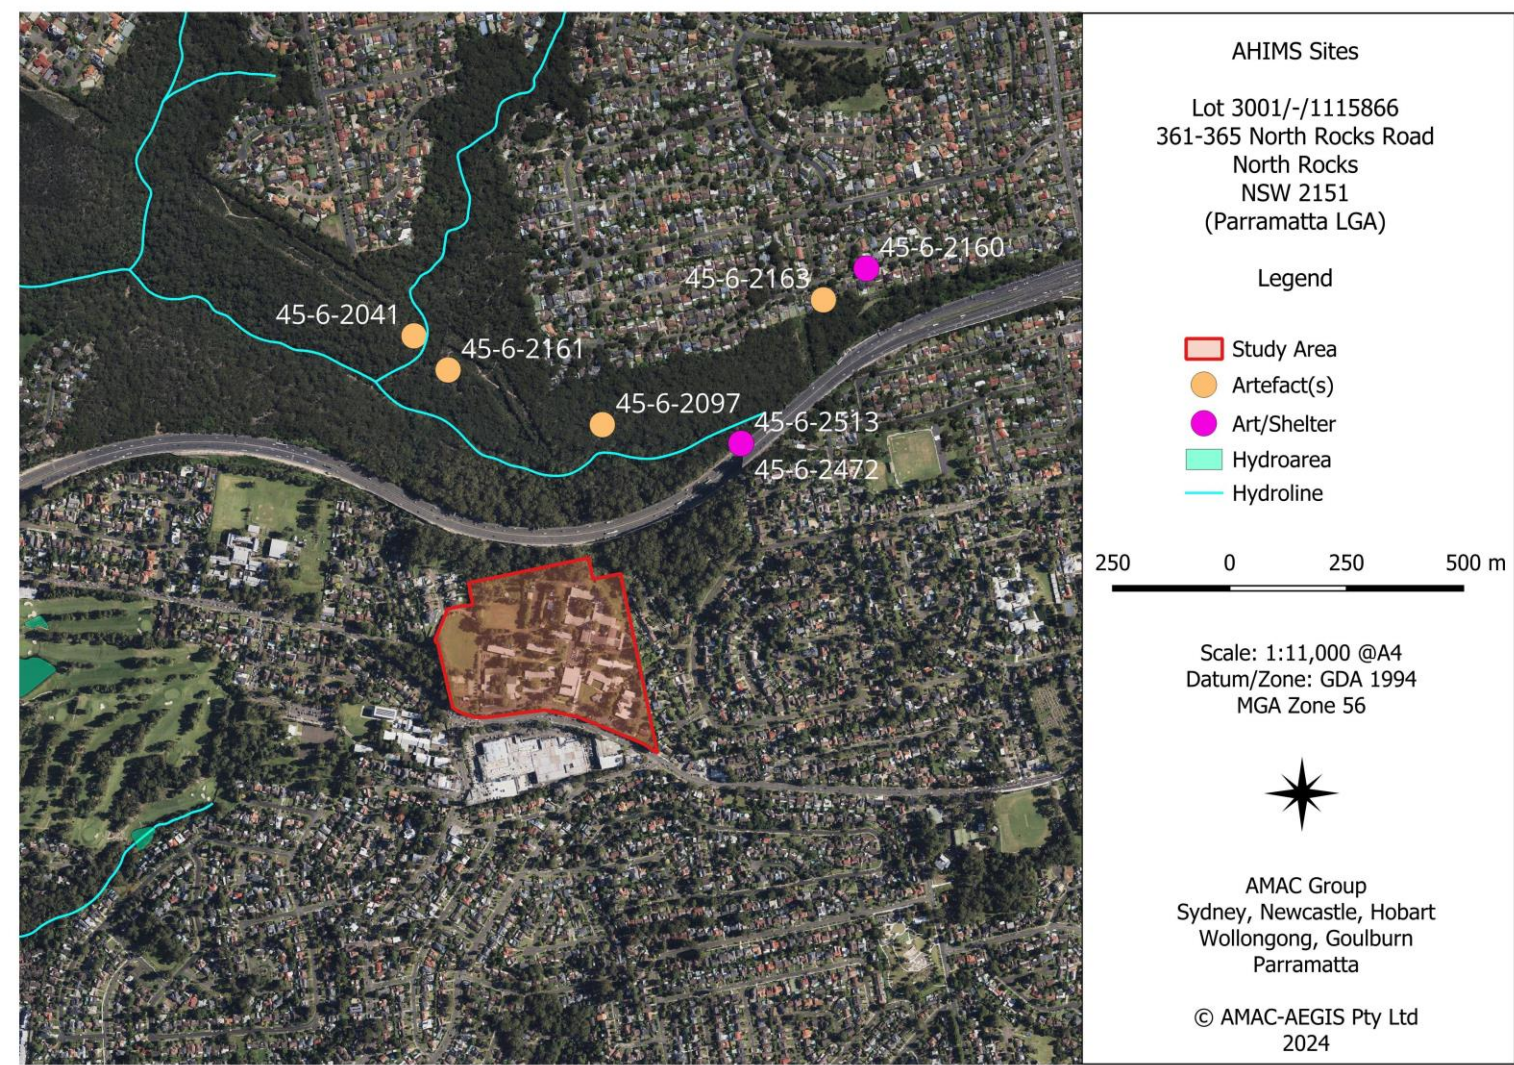 45-6-2160
45-6-2163
45-6-2041
45-6-2161
45-6-2097
45-6-2513
45-6-2472
AHIMS Sites
Lot 3001/-/1115866
361-365 North Rocks Road
North Rocks
NSW 2151
(Parramatta LGA)
Legend
Study Area
Artefact(s)
Art/Shelter
Hydroarea
Hydroline
250 0 250 500 m
Scale: 1:11,000 @A4
Datum/Zone: GDA 1994
MGA Zone 56
AMAC Group
Sydney, Newcastle, Hobart
Wollongong, Goulburn
Parramatta
© AMAC-AEGIS Pty Ltd
2024